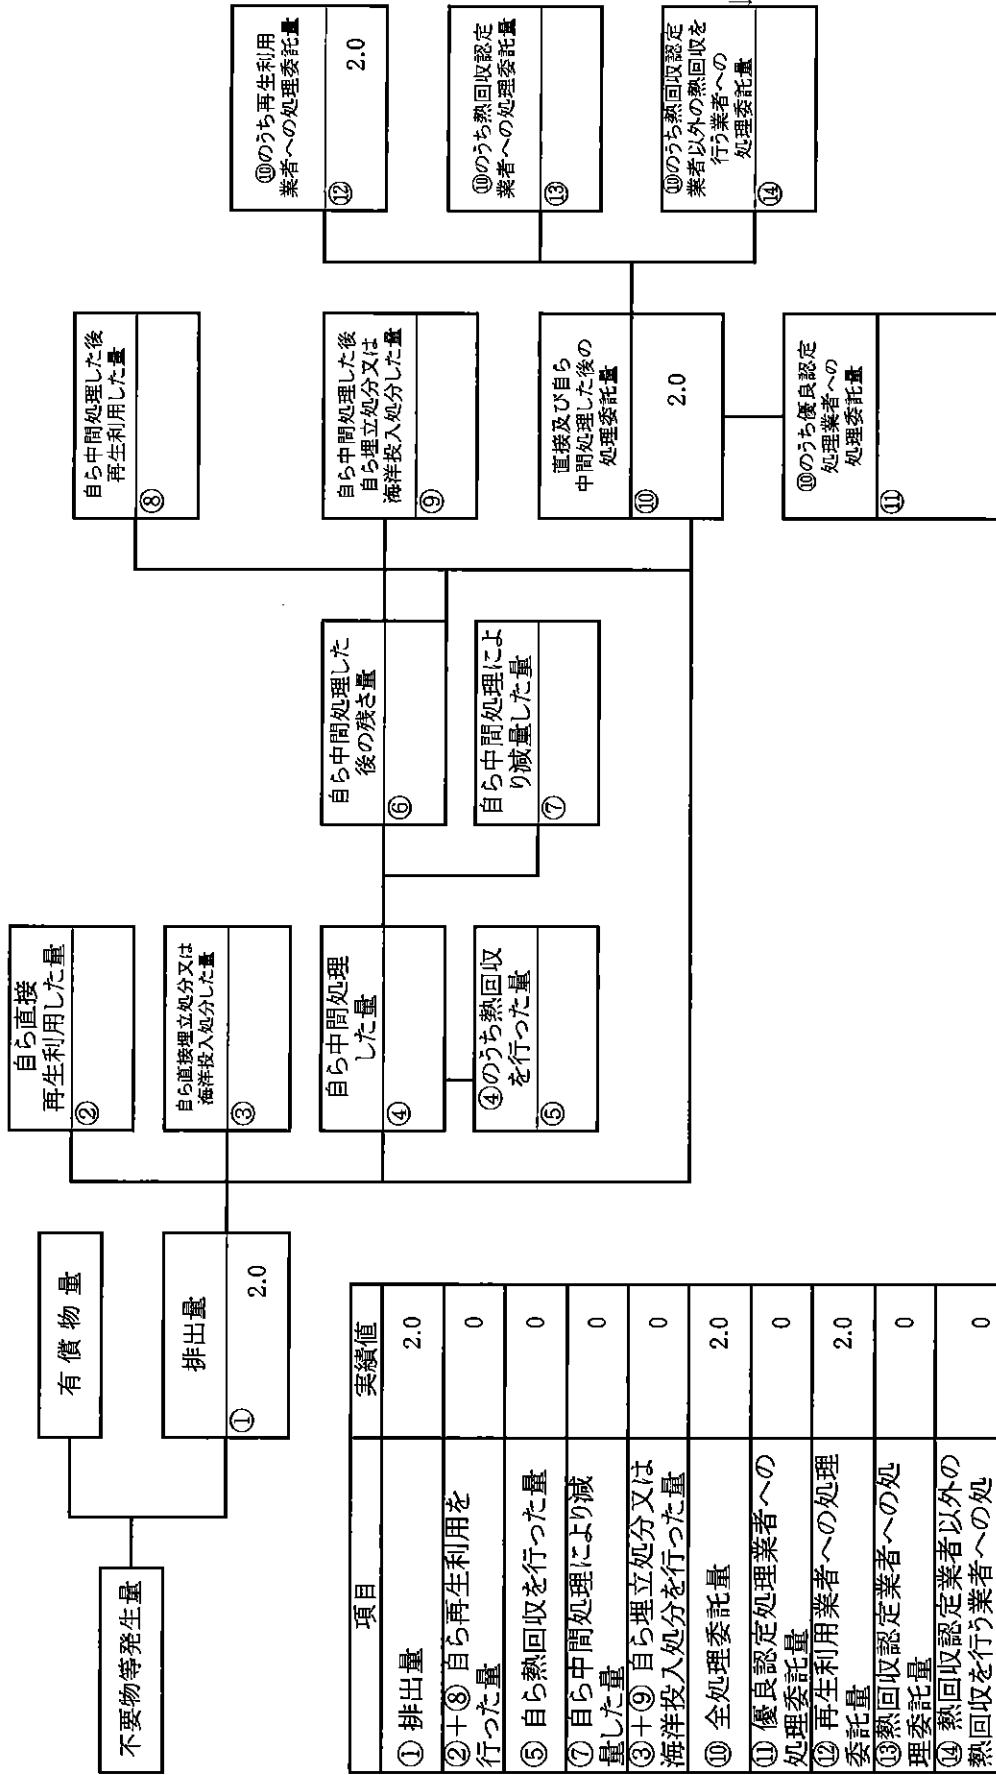 不要物等発生量
有償物量
排出量
①
2.0
自ら直接
再生利用した量
②
自ら直接埋立処分又は
海洋投入処分した量
③
自ら中間処理
した量
④
④のうち熱回収
を行った量
⑤
自ら中間処理した
後の残さ量
⑥
自ら中間処理によ
り減量した量
⑦
自ら中間処理した後
再生利用した量
⑧
自ら中間処理した後
自ら埋立処分又は
海洋投入処分した量
⑨
直接及び自ら
中間処理した後の
処理委託量
⑩
2.0
⑩のうち優良認定
処理業者への
処理委託量
⑪
⑩のうち再生利用
業者への処理委託量
⑫
2.0
⑩のうち熱回収認定
業者への処理委託量
⑬
⑩のうち熱回収認定
業者以外の熱回収を
行う業者への
処理委託量
⑭
項目 実績値
① 排出量 2.0
②+⑧ 自ら再生利用を
行った量 0
⑤ 自ら熱回収を行った量 0
⑦ 自ら中間処理により減
量した量 0
③+⑨ 自ら埋立処分又は
海洋投入処分を行った量 0
⑩ 全処理委託量 2.0
⑪ 優良認定処理業者への
処理委託量 0
⑫ 再生利用業者への処理
委託量 2.0
⑬熱回収認定業者への処
理委託量 0
⑭ 熱回収認定業者以外の
熱回収を行う業者への処 0